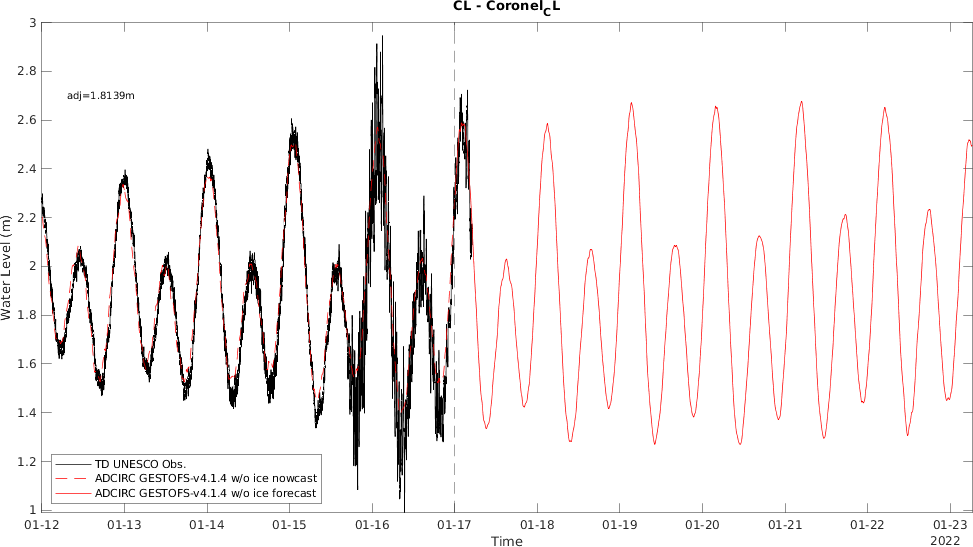 CL - Coronel_CL
3
2.8
adj=1.8139m
2.6
2.4
2.2
2
1.8
1.6
1.4
1.2
1
Water Level (m)
TD UNESCO Obs.
ADCIRC GESTOFS-v4.1.4 w/o ice nowcast
ADCIRC GESTOFS-v4.1.4 w/o ice forecast
01-12 01-13 01-14 01-15 01-16 01-17 01-18 01-19 01-20 01-21 01-22 01-23
Time
2022